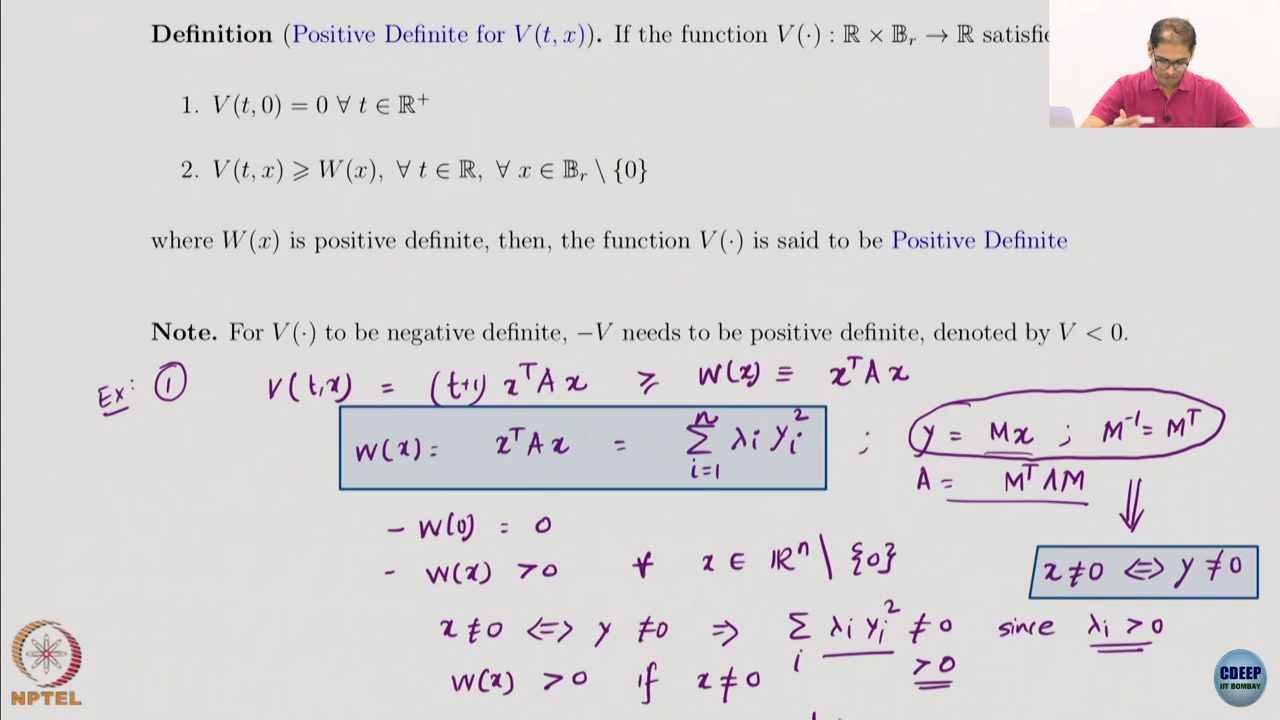 Definition (Positive Definite for V(t, x)). If the function V(·) : ℝ × 𝔹ᵣ → ℝ
1. V(t, 0) = 0 ∀ t ∈ ℝ⁺
2. V(t, x) ⩾ W(x), ∀ t ∈ ℝ, ∀ x ∈ 𝔹ᵣ \ {0}
where W(x) is positive definite, then, the function V(·) is said to be Positive Definite
Note. For V(·) to be negative definite, −V needs to be positive definite, denoted by V < 0.
Ex: ① V(t,x) = (t+1) xᵀAx ⩾ W(x) ≡ xᵀAx
W(x) = xᵀAx = Σⁿᵢ₌₁ λᵢ yᵢ² ; y = Mx ; M⁻¹ = Mᵀ
A = MᵀΛM
⇓
- W(0) = 0
- W(x) > 0 ∀ x ∈ ℝⁿ \ {0}
x ≠ 0 ⇔ y ≠ 0
x ≠ 0 ⇔ y ≠ 0 ⇒ Σᵢ λᵢ yᵢ² ≠ 0 since λᵢ > 0
> 0
W(x) > 0 if x ≠ 0
NPTEL
CDEEP
IIT BOMBAY